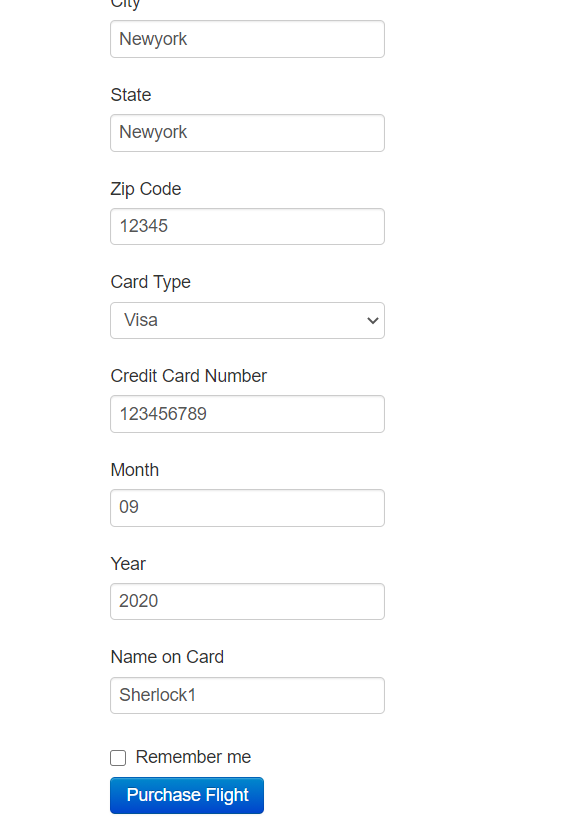 City
Newyork
State
Newyork
Zip Code
12345
Card Type
Visa
Credit Card Number
123456789
Month
09
Year
2020
Name on Card
Sherlock1
Remember me
Purchase Flight